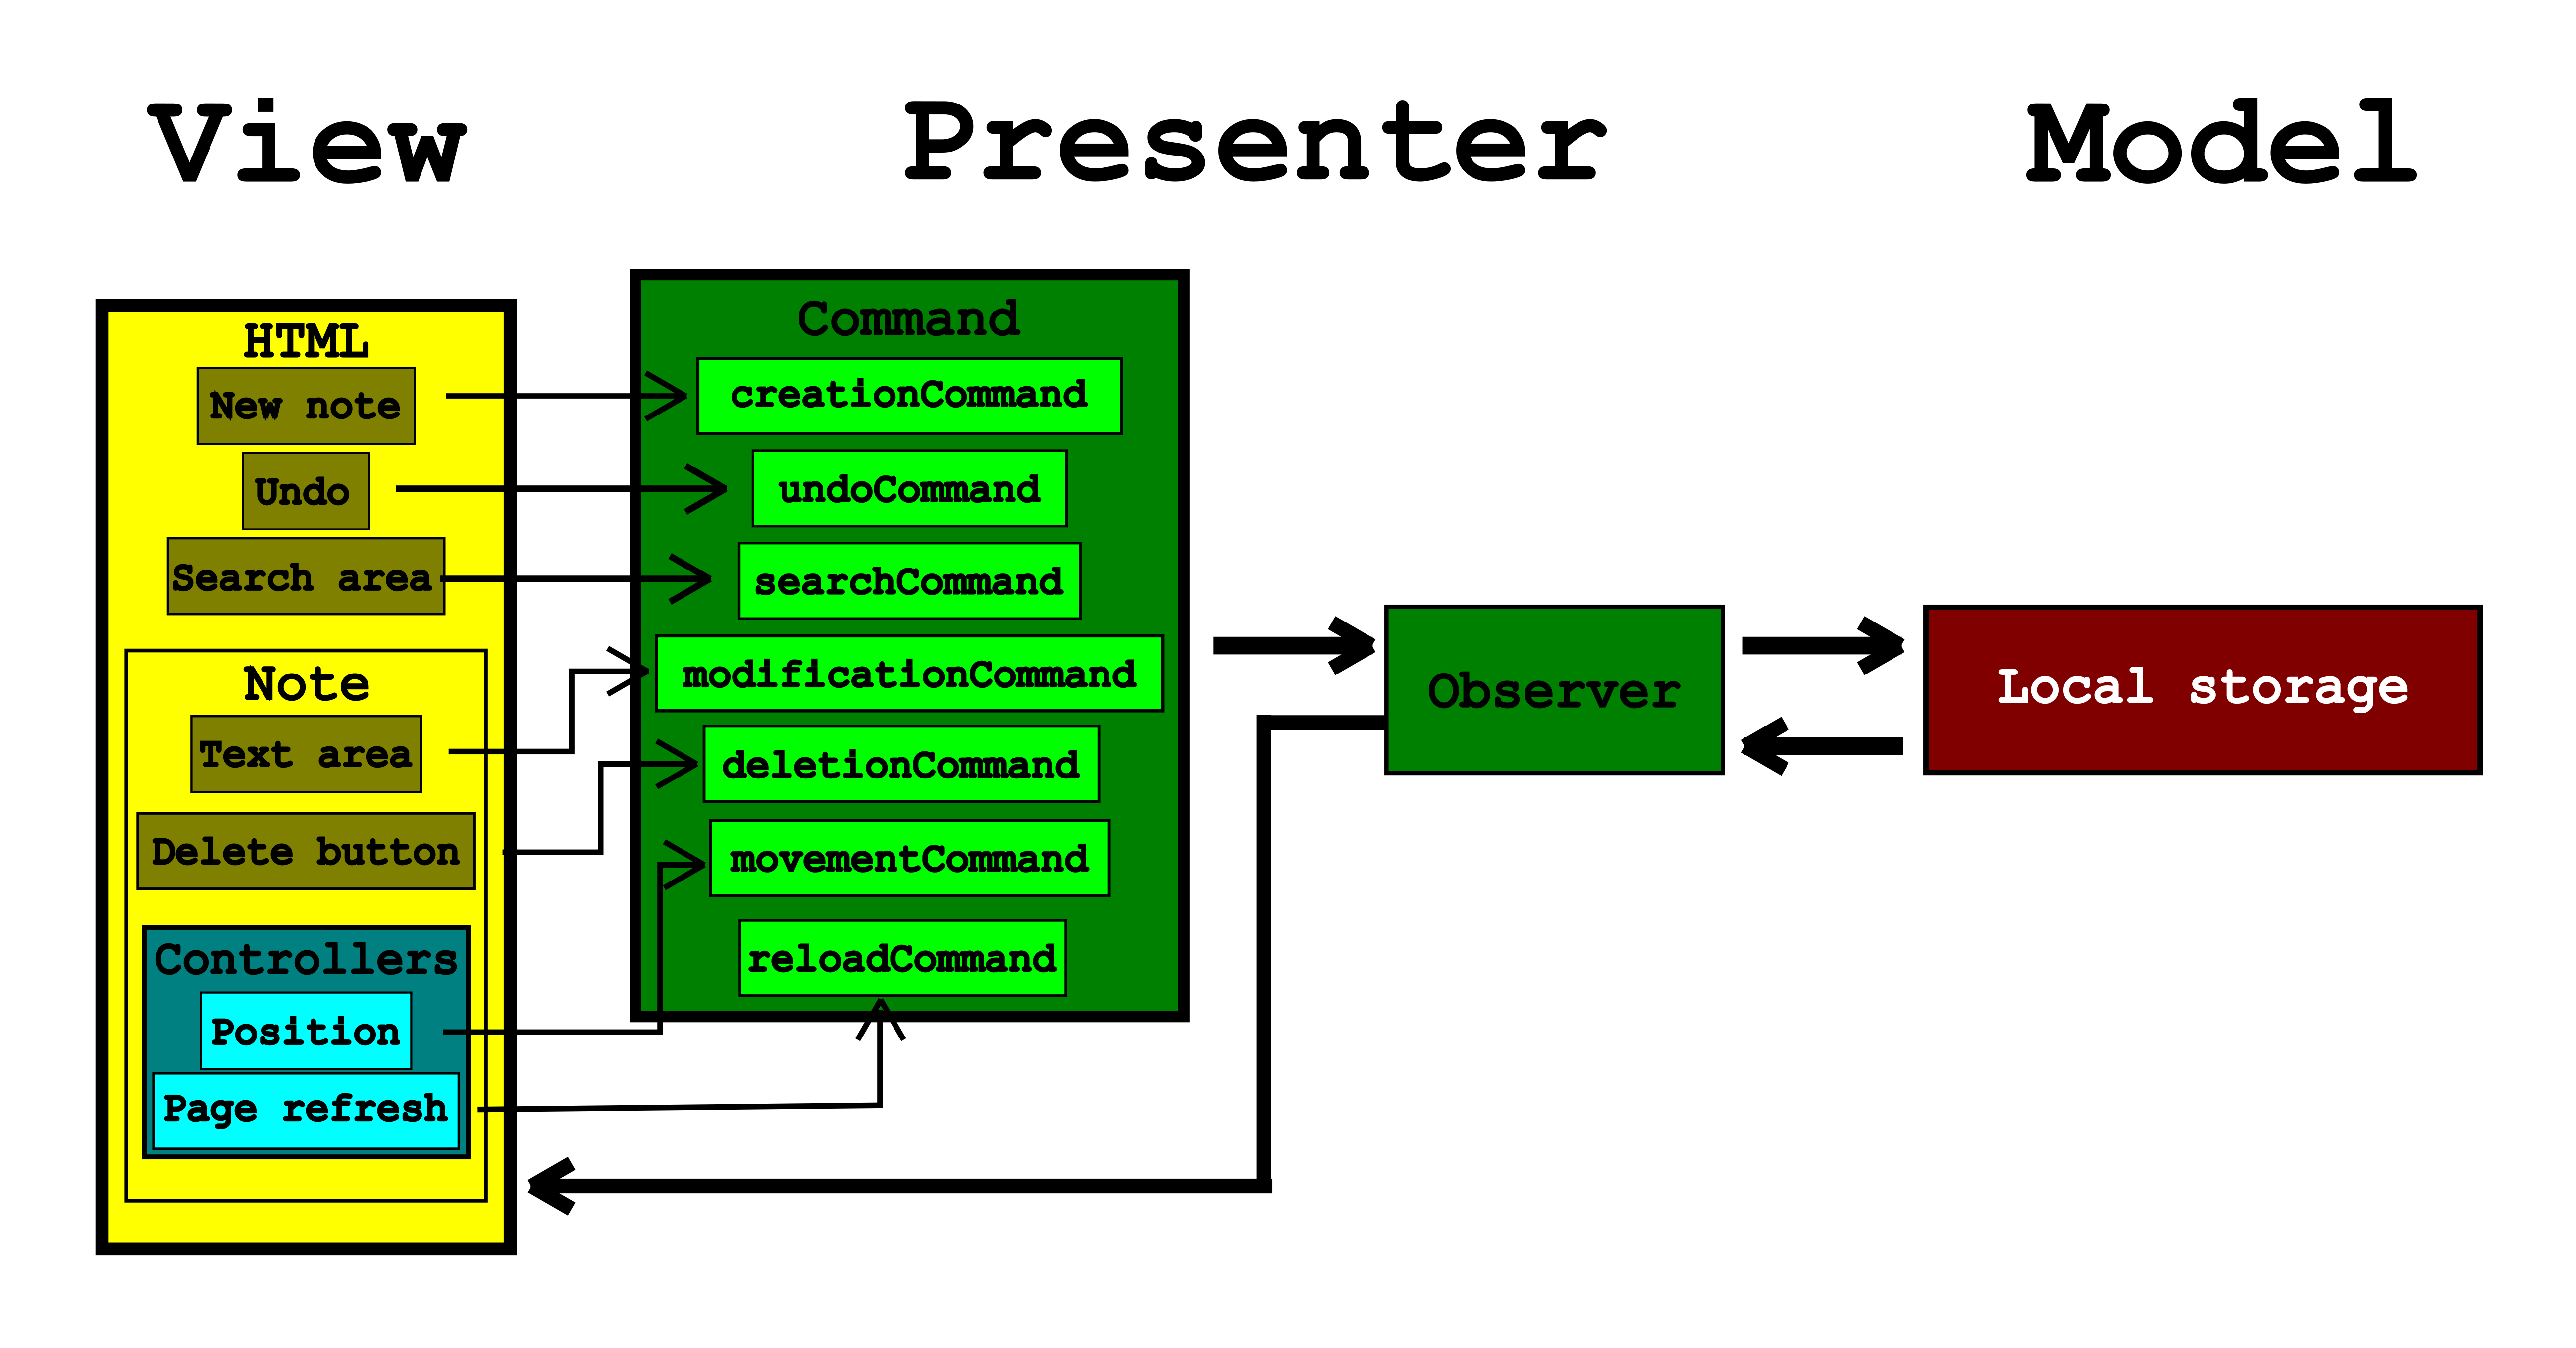 View
Presenter
Model
HTML
New note
Undo
Search area
Note
Text area
Delete button
Controllers
Position
Page refresh
Command
creationCommand
undoCommand
searchCommand
modificationCommand
deletionCommand
movementCommand
reloadCommand
Observer
Local storage